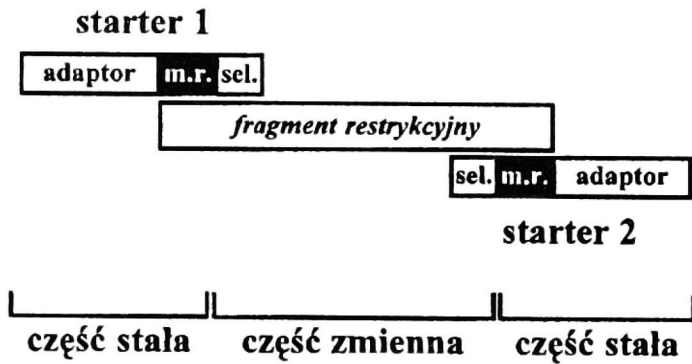 starter 1
adaptor m.r. sel.
fragment restrykcyjny
sel. m.r. adaptor
starter 2
część stała część zmienna część stała